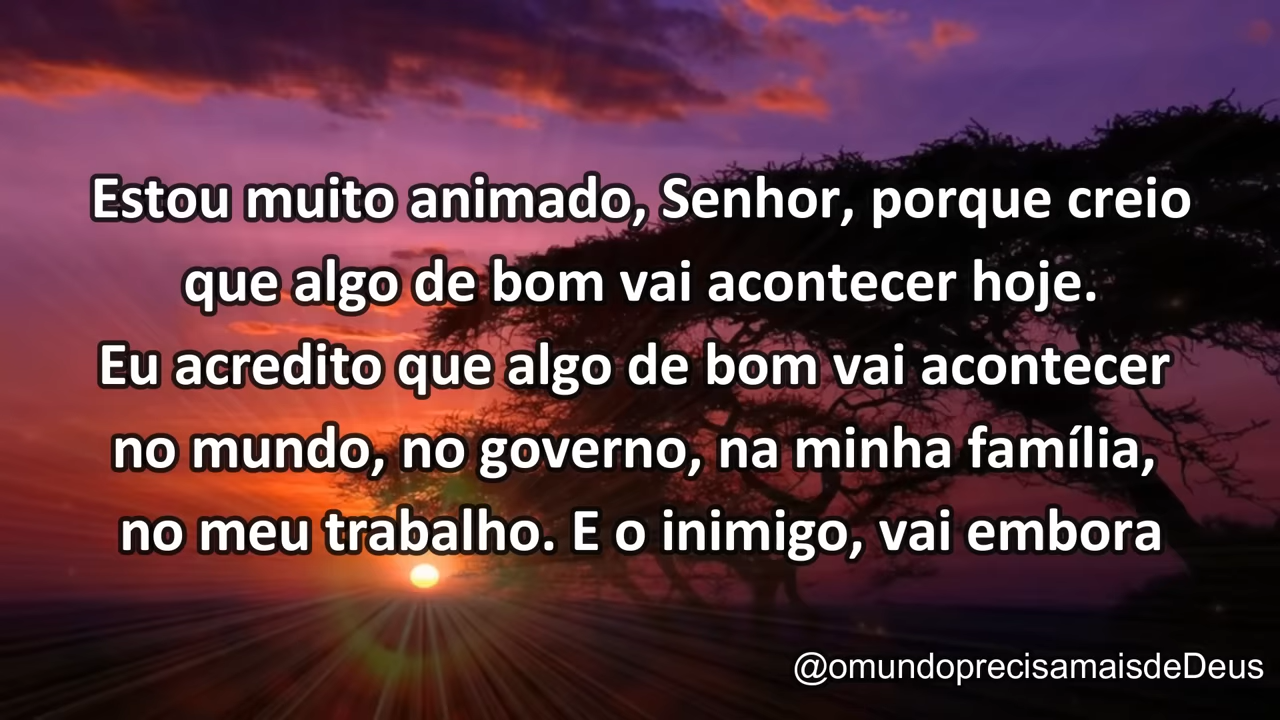 Estou muito animado, Senhor, porque creio
que algo de bom vai acontecer hoje.
Eu acredito que algo de bom vai acontecer
no mundo, no governo, na minha família,
no meu trabalho. E o inimigo, vai embora
@omundoprecisamaisdeDeus